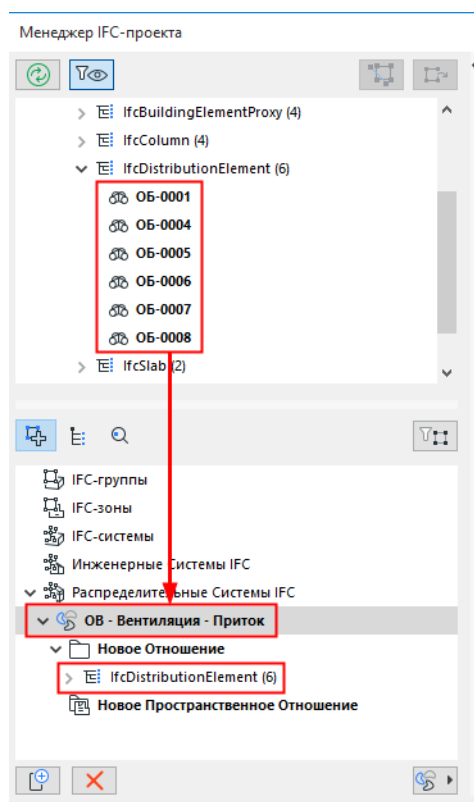 Менеджер IFC-проекта
IfcBuildingElementProxy (4)
IfcColumn (4)
IfcDistributionElement (6)
ОБ-0001
ОБ-0004
ОБ-0005
ОБ-0006
ОБ-0007
ОБ-0008
IfcSlab (2)
IFC-группы
IFC-зоны
IFC-системы
Инженерные Системы IFC
Распределительные Системы IFC
ОВ - Вентиляция - Приток
Новое Отношение
IfcDistributionElement (6)
Новое Пространственное Отношение